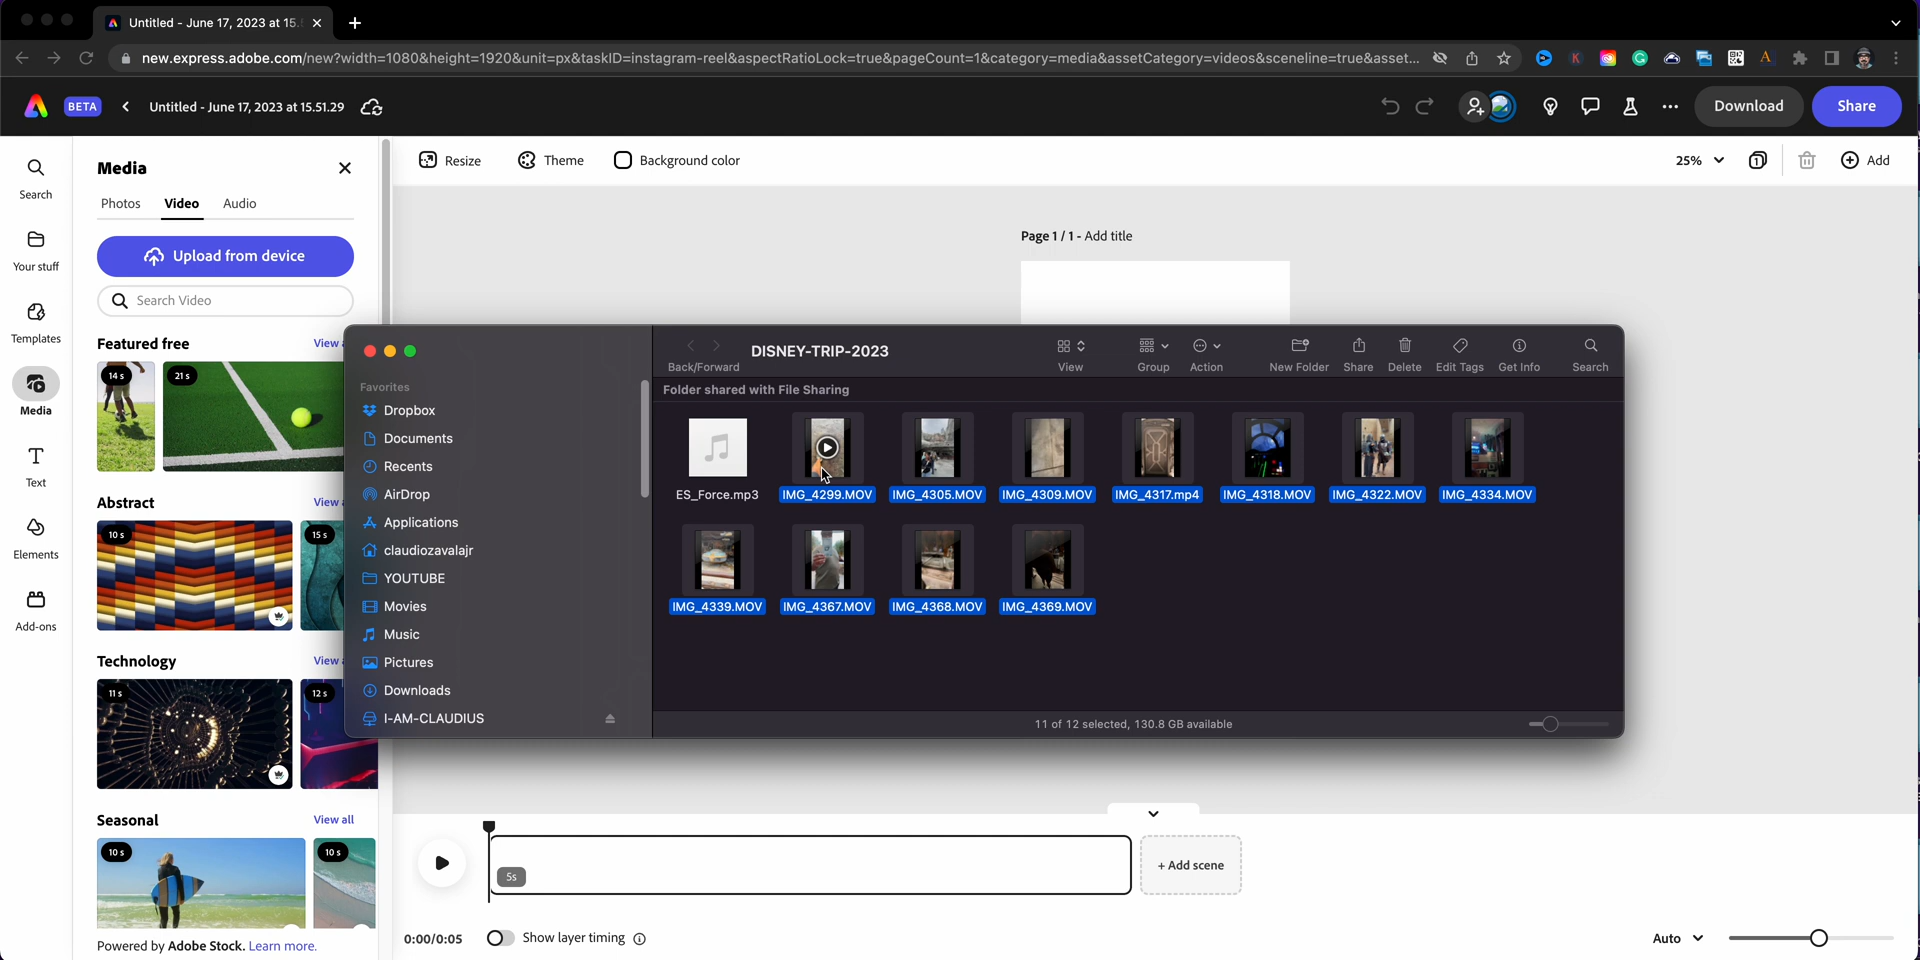 Untitled - June 17, 2023 at 15.5
new.express.adobe.com/new?width=1080&height=1920&unit=px&taskID=instagram-reel&aspectRatioLock=true&pageCount=1&category=media&assetCategory=videos&sceneline=true&asset...
BETA
Untitled - June 17, 2023 at 15.51.29
Download
Share
Search
Your stuff
Templates
Media
Text
Elements
Add-ons
Media
Photos
Video
Audio
Upload from device
Search Video
Featured free
View a
14 s
21 s
Abstract
View a
10 s
15 s
Technology
View a
11 s
12 s
Seasonal
View all
10 s
10 s
Powered by Adobe Stock. Learn more.
Resize
Theme
Background color
25%
1
Add
Page 1 / 1 - Add title
Favorites
Dropbox
Documents
Recents
AirDrop
Applications
claudiozavalajr
YOUTUBE
Movies
Music
Pictures
Downloads
I-AM-CLAUDIUS
Back/Forward
DISNEY-TRIP-2023
View
Group
Action
New Folder
Share
Delete
Edit Tags
Get Info
Search
Folder shared with File Sharing
ES_Force.mp3
IMG_4299.MOV
IMG_4305.MOV
IMG_4309.MOV
IMG_4317.mp4
IMG_4318.MOV
IMG_4322.MOV
IMG_4334.MOV
IMG_4339.MOV
IMG_4367.MOV
IMG_4368.MOV
IMG_4369.MOV
11 of 12 selected, 130.8 GB available
5s
+ Add scene
0:00/0:05
Show layer timing
Auto